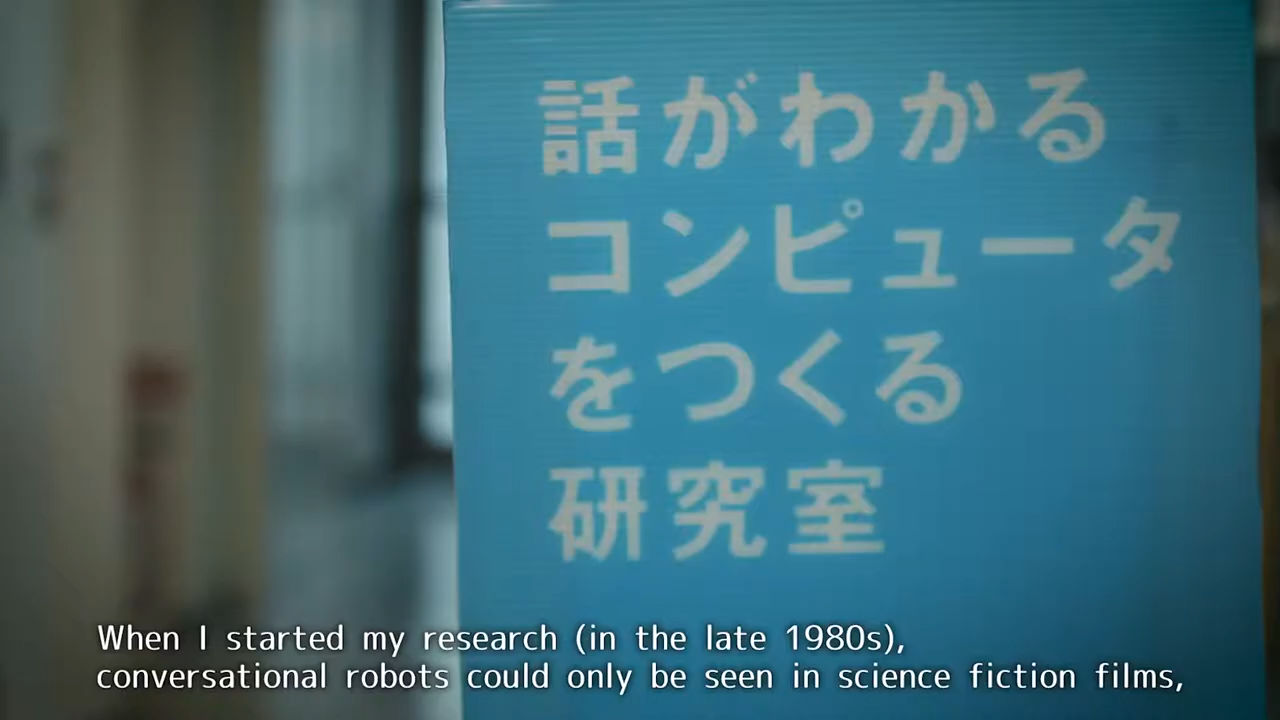 話がわかる
コンピュータ
をつくる
研究室
When I started my research (in the late 1980s),
conversational robots could only be seen in science fiction films,